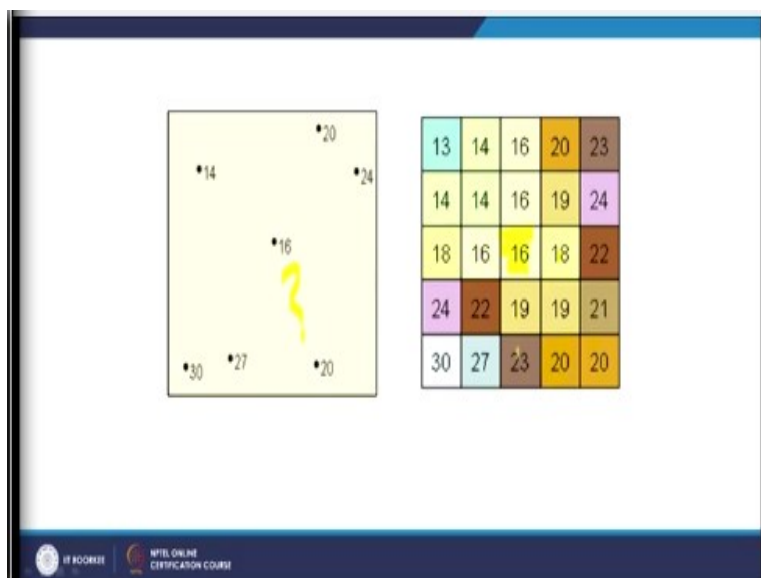 20
14
24
16
30
27
20
13 14 16 20 23
14 14 16 19 24
18 16 16 18 22
24 22 19 19 21
30 27 23 20 20
IIT ROORKEE
NPTEL ONLINE
CERTIFICATION COURSE